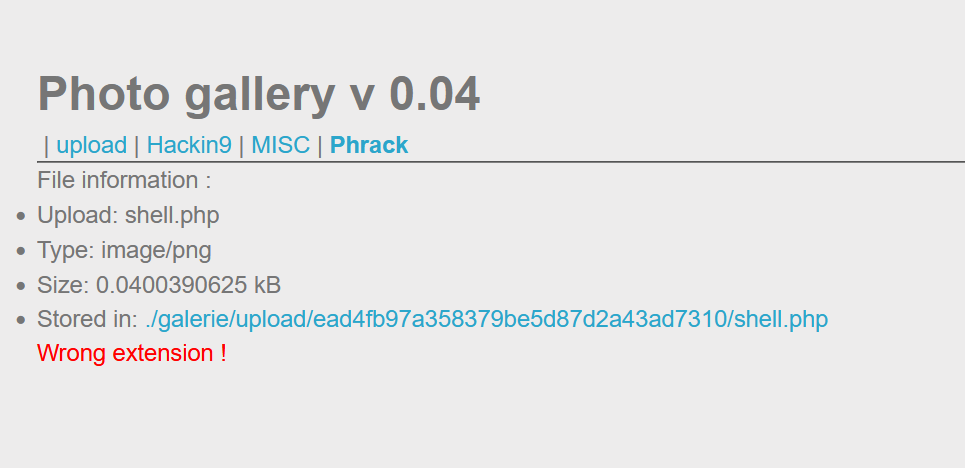 Photo gallery v 0.04
| upload | Hackin9 | MISC | Phrack
File information :
• Upload: shell.php
• Type: image/png
• Size: 0.0400390625 kB
• Stored in: ./galerie/upload/ead4fb97a358379be5d87d2a43ad7310/shell.php
Wrong extension !